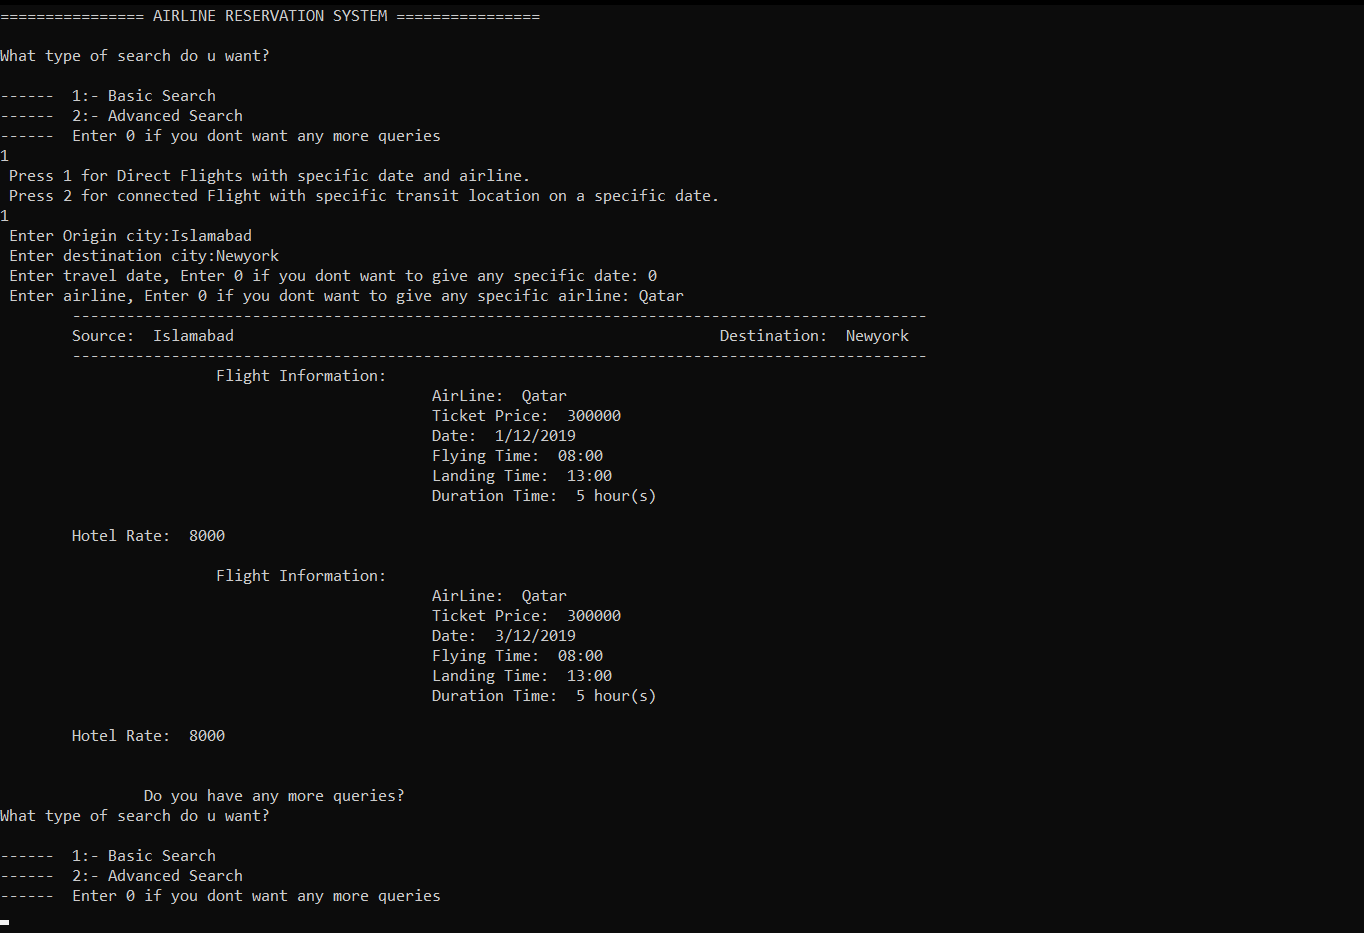 ================ AIRLINE RESERVATION SYSTEM ================
What type of search do u want?
------  1:- Basic Search
------  2:- Advanced Search
------  Enter 0 if you dont want any more queries
1
Press 1 for Direct Flights with specific date and airline.
Press 2 for connected Flight with specific transit location on a specific date.
1
Enter Origin city:Islamabad
Enter destination city:Newyork
Enter travel date, Enter 0 if you dont want to give any specific date: 0
Enter airline, Enter 0 if you dont want to give any specific airline: Qatar
-----------------------------------------------------------------------------------------------
Source:  Islamabad                                                      Destination:  Newyork
-----------------------------------------------------------------------------------------------
Flight Information:
AirLine:  Qatar
Ticket Price:  300000
Date:  1/12/2019
Flying Time:  08:00
Landing Time:  13:00
Duration Time:  5 hour(s)
Hotel Rate:  8000
Flight Information:
AirLine:  Qatar
Ticket Price:  300000
Date:  3/12/2019
Flying Time:  08:00
Landing Time:  13:00
Duration Time:  5 hour(s)
Hotel Rate:  8000
Do you have any more queries?
What type of search do u want?
------  1:- Basic Search
------  2:- Advanced Search
------  Enter 0 if you dont want any more queries